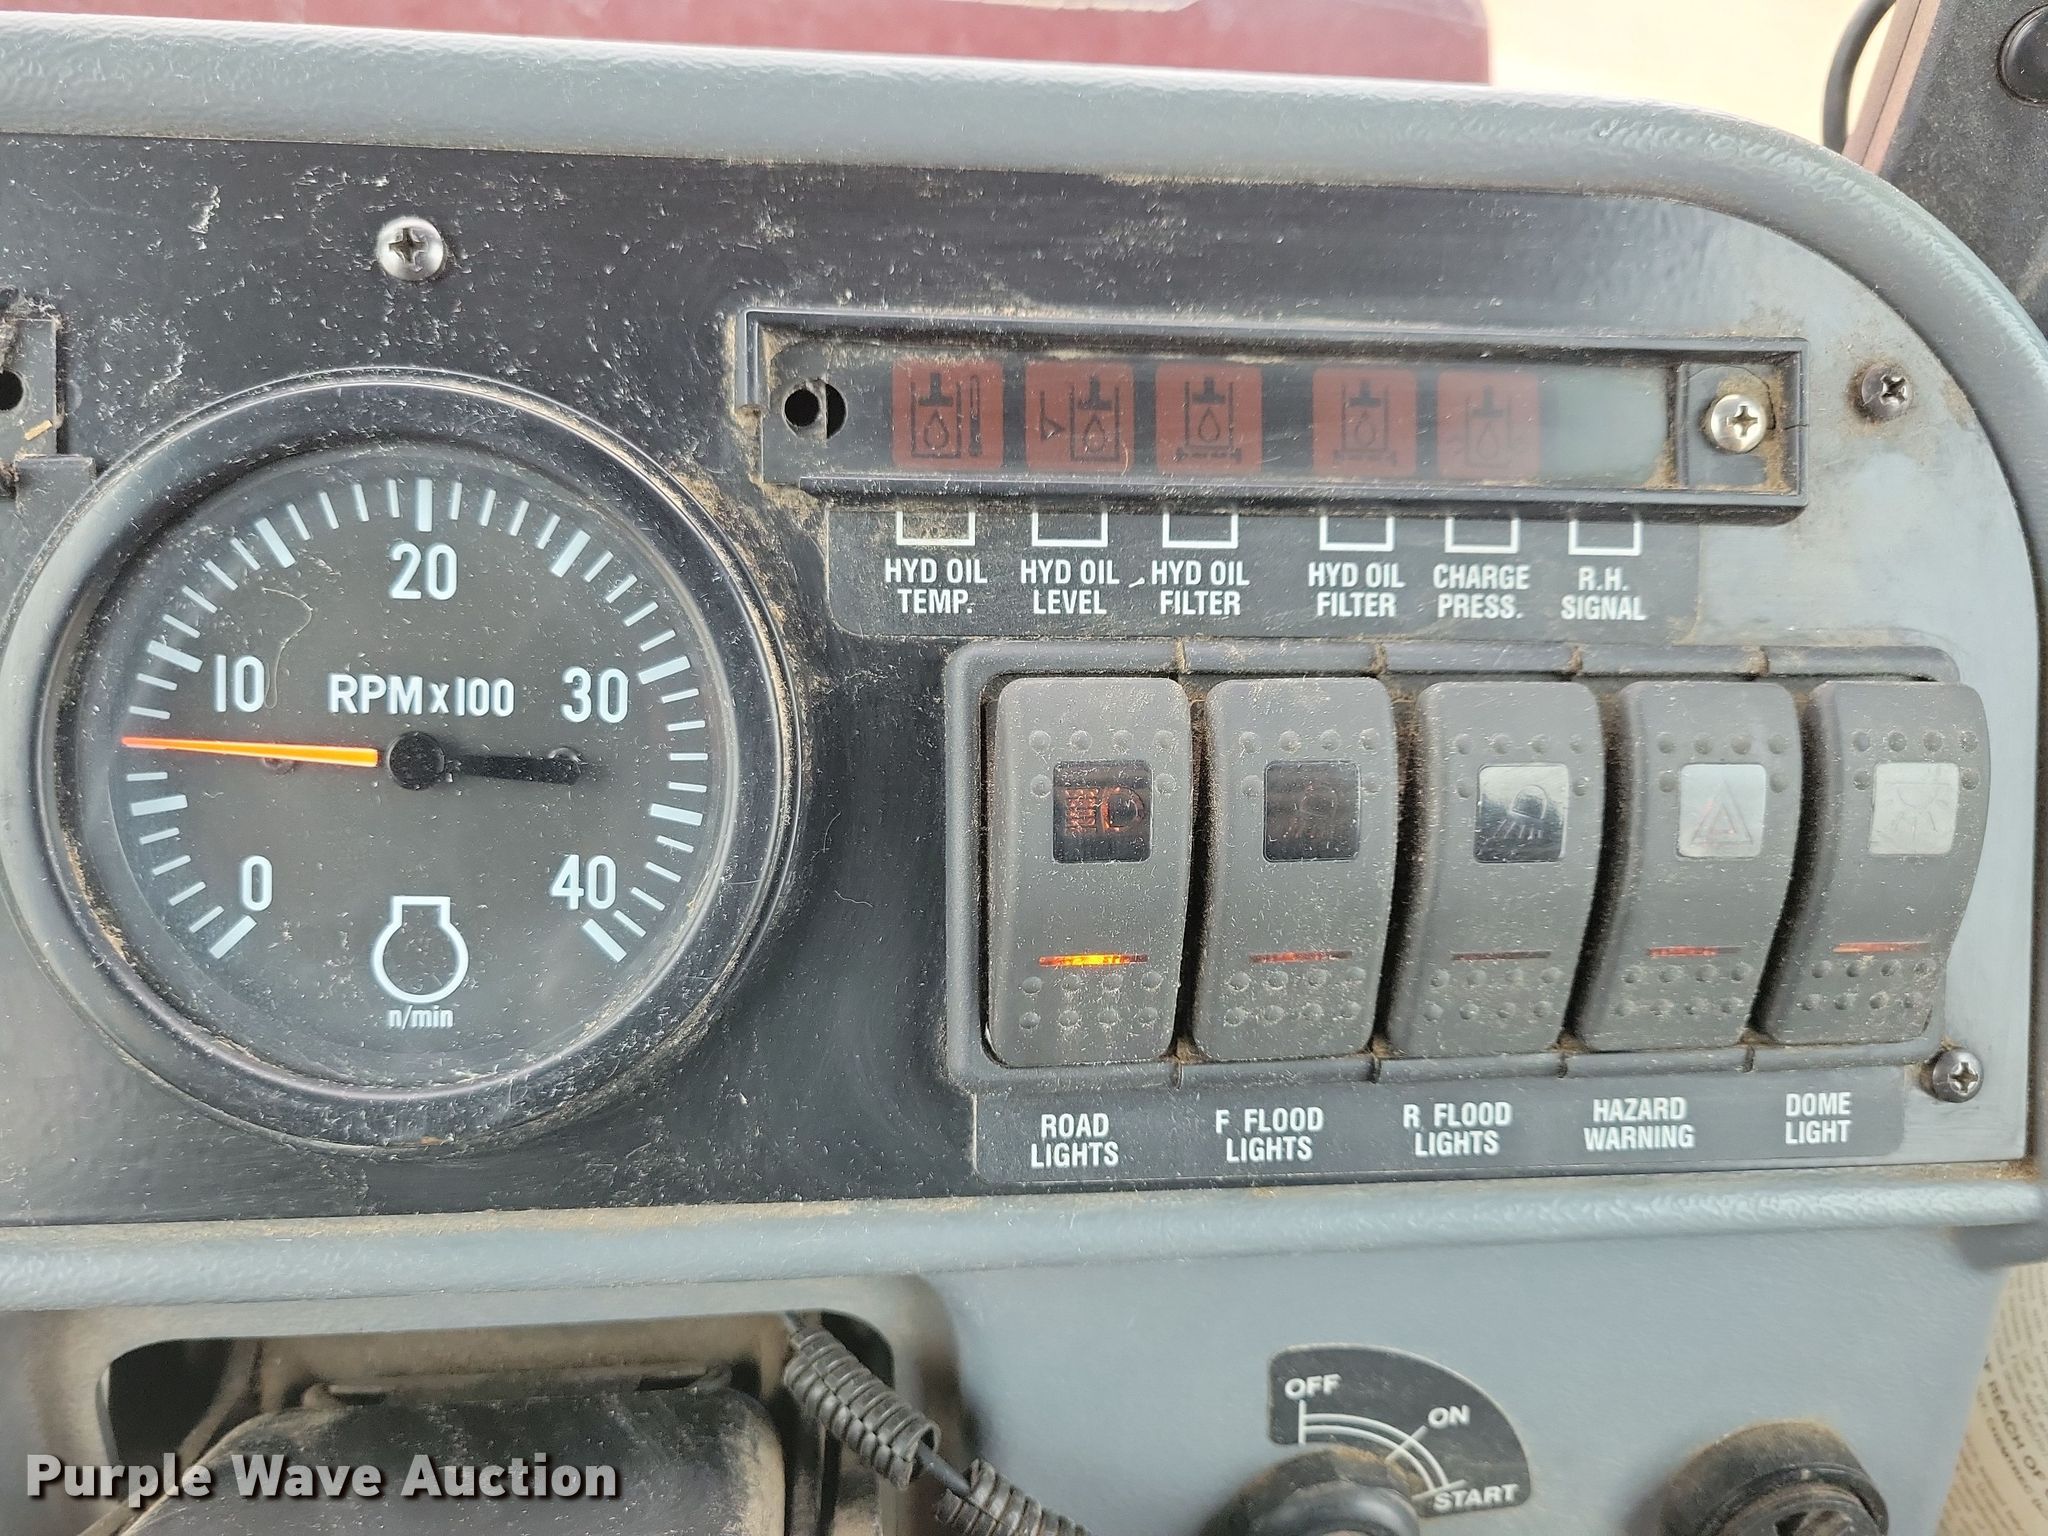 HYD OIL
TEMP.
HYD OIL
LEVEL
HYD OIL
FILTER
HYD OIL
FILTER
CHARGE
PRESS.
R.H.
SIGNAL
20
10
RPM x 100
30
0
40
n/min
ROAD
LIGHTS
F FLOOD
LIGHTS
R FLOOD
LIGHTS
HAZARD
WARNING
DOME
LIGHT
OFF
ON
START
REACH OF
Purple Wave Auction